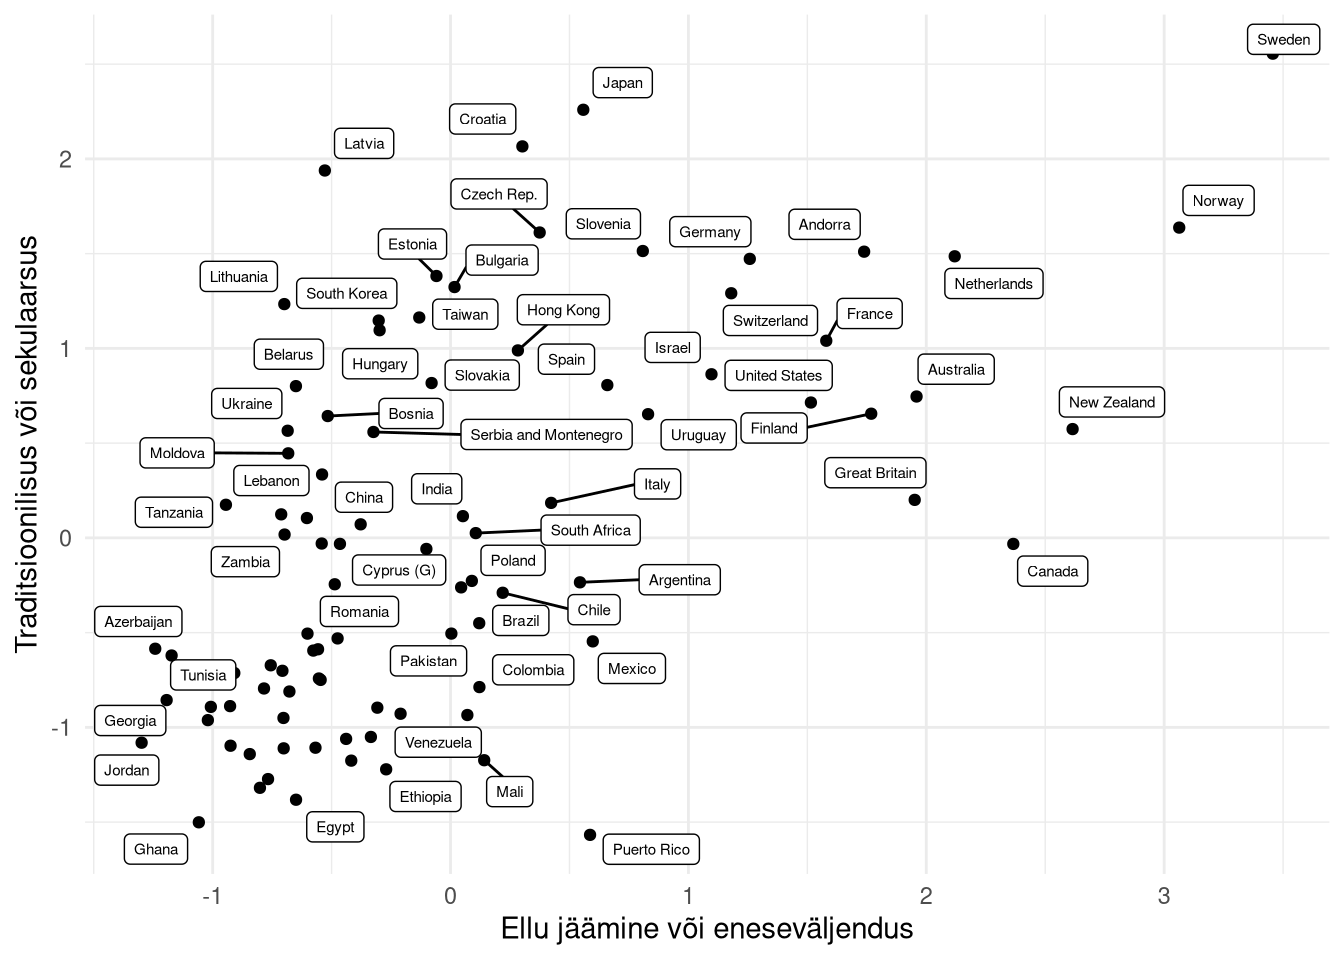 Sweden
Japan
Croatia
Latvia
Czech Rep.
Norway
Slovenia
Germany
Andorra
Estonia
Bulgaria
Lithuania
South Korea
Netherlands
Taiwan
Hong Kong
Switzerland
France
Belarus
Hungary
Slovakia
Spain
Israel
United States
Australia
Ukraine
Bosnia
New Zealand
Serbia and Montenegro
Uruguay
Finland
Moldova
Lebanon
China
India
Italy
Great Britain
Tanzania
South Africa
Zambia
Cyprus (G)
Poland
Argentina
Canada
Romania
Chile
Azerbaijan
Brazil
Pakistan
Colombia
Mexico
Tunisia
Georgia
Venezuela
Jordan
Ethiopia
Mali
Egypt
Ghana
Puerto Rico
2
1
0
-1
-1
0
1
2
3
Traditsioonilisus või sekulaarsus
Ellu jäämine või eneseväljendus